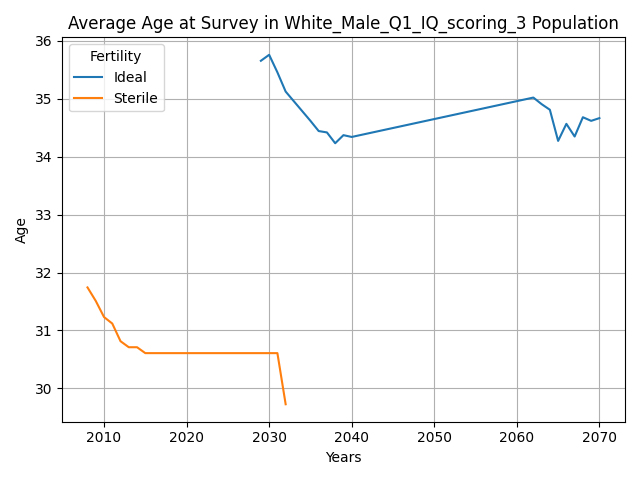 Average Age at Survey in White_Male_Q1_IQ_scoring_3 Population
36
35
34
33
32
31
30
Age
Fertility
Ideal
Sterile
2010 2020 2030 2040 2050 2060 2070
Years